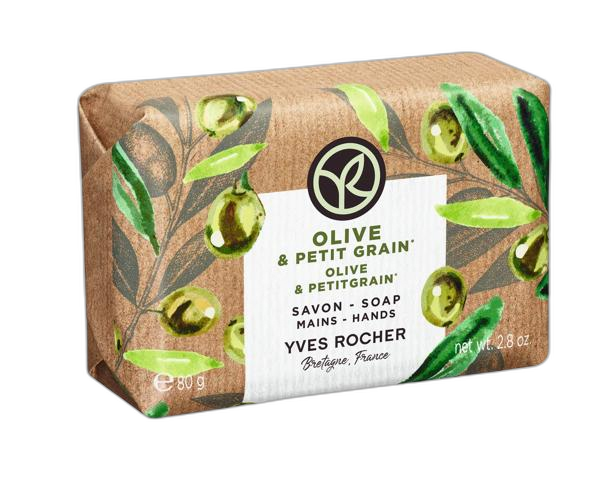 OLIVE
& PETIT GRAIN*
OLIVE
& PETITGRAIN*
SAVON - SOAP
MAINS - HANDS
YVES ROCHER
Bretagne, France
℮ 80 g
net wt. 2.8 oz.